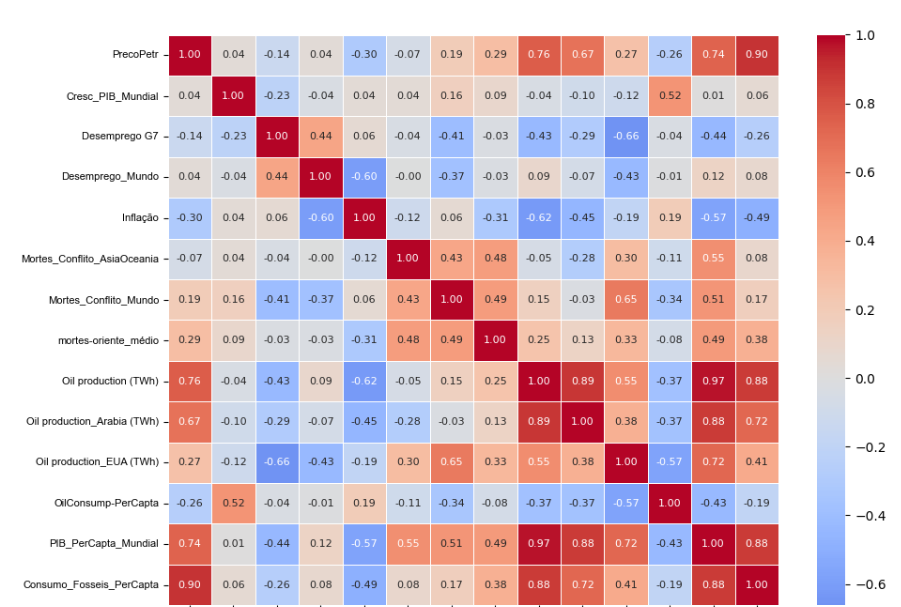 PrecoPetr 1.00 0.04 -0.14 0.04 -0.30 -0.07 0.19 0.29 0.76 0.67 0.27 -0.26 0.74 0.90
Cresc_PIB_Mundial 0.04 1.00 -0.23 -0.04 0.04 0.04 0.16 0.09 -0.04 -0.10 -0.12 0.52 0.01 0.06
Desemprego G7 -0.14 -0.23 1.00 0.44 0.06 -0.04 -0.41 -0.03 -0.43 -0.29 -0.66 -0.04 -0.44 -0.26
Desemprego_Mundo 0.04 -0.04 0.44 1.00 -0.60 -0.00 -0.37 -0.03 0.09 -0.07 -0.43 -0.01 0.12 0.08
Inflação -0.30 0.04 0.06 -0.60 1.00 -0.12 0.06 -0.31 -0.62 -0.45 -0.19 0.19 -0.57 -0.49
Mortes_Conflito_AsiaOceania -0.07 0.04 -0.04 -0.00 -0.12 1.00 0.43 0.48 -0.05 -0.28 0.30 -0.11 0.55 0.08
Mortes_Conflito_Mundo 0.19 0.16 -0.41 -0.37 0.06 0.43 1.00 0.49 0.15 -0.03 0.65 -0.34 0.51 0.17
mortes-oriente_médio 0.29 0.09 -0.03 -0.03 -0.31 0.48 0.49 1.00 0.25 0.13 0.33 -0.08 0.49 0.38
Oil production (TWh) 0.76 -0.04 -0.43 0.09 -0.62 -0.05 0.15 0.25 1.00 0.89 0.55 -0.37 0.97 0.88
Oil production_Arabia (TWh) 0.67 -0.10 -0.29 -0.07 -0.45 -0.28 -0.03 0.13 0.89 1.00 0.38 -0.37 0.88 0.72
Oil production_EUA (TWh) 0.27 -0.12 -0.66 -0.43 -0.19 0.30 0.65 0.33 0.55 0.38 1.00 -0.57 0.72 0.41
OilConsump-PerCapta -0.26 0.52 -0.04 -0.01 0.19 -0.11 -0.34 -0.08 -0.37 -0.37 -0.57 1.00 -0.43 -0.19
PIB_PerCapta_Mundial 0.74 0.01 -0.44 0.12 -0.57 0.55 0.51 0.49 0.97 0.88 0.72 -0.43 1.00 0.88
Consumo_Fosseis_PerCapta 0.90 0.06 -0.26 0.08 -0.49 0.08 0.17 0.38 0.88 0.72 0.41 -0.19 0.88 1.00
1.0
0.8
0.6
0.4
0.2
0.0
−0.2
−0.4
−0.6